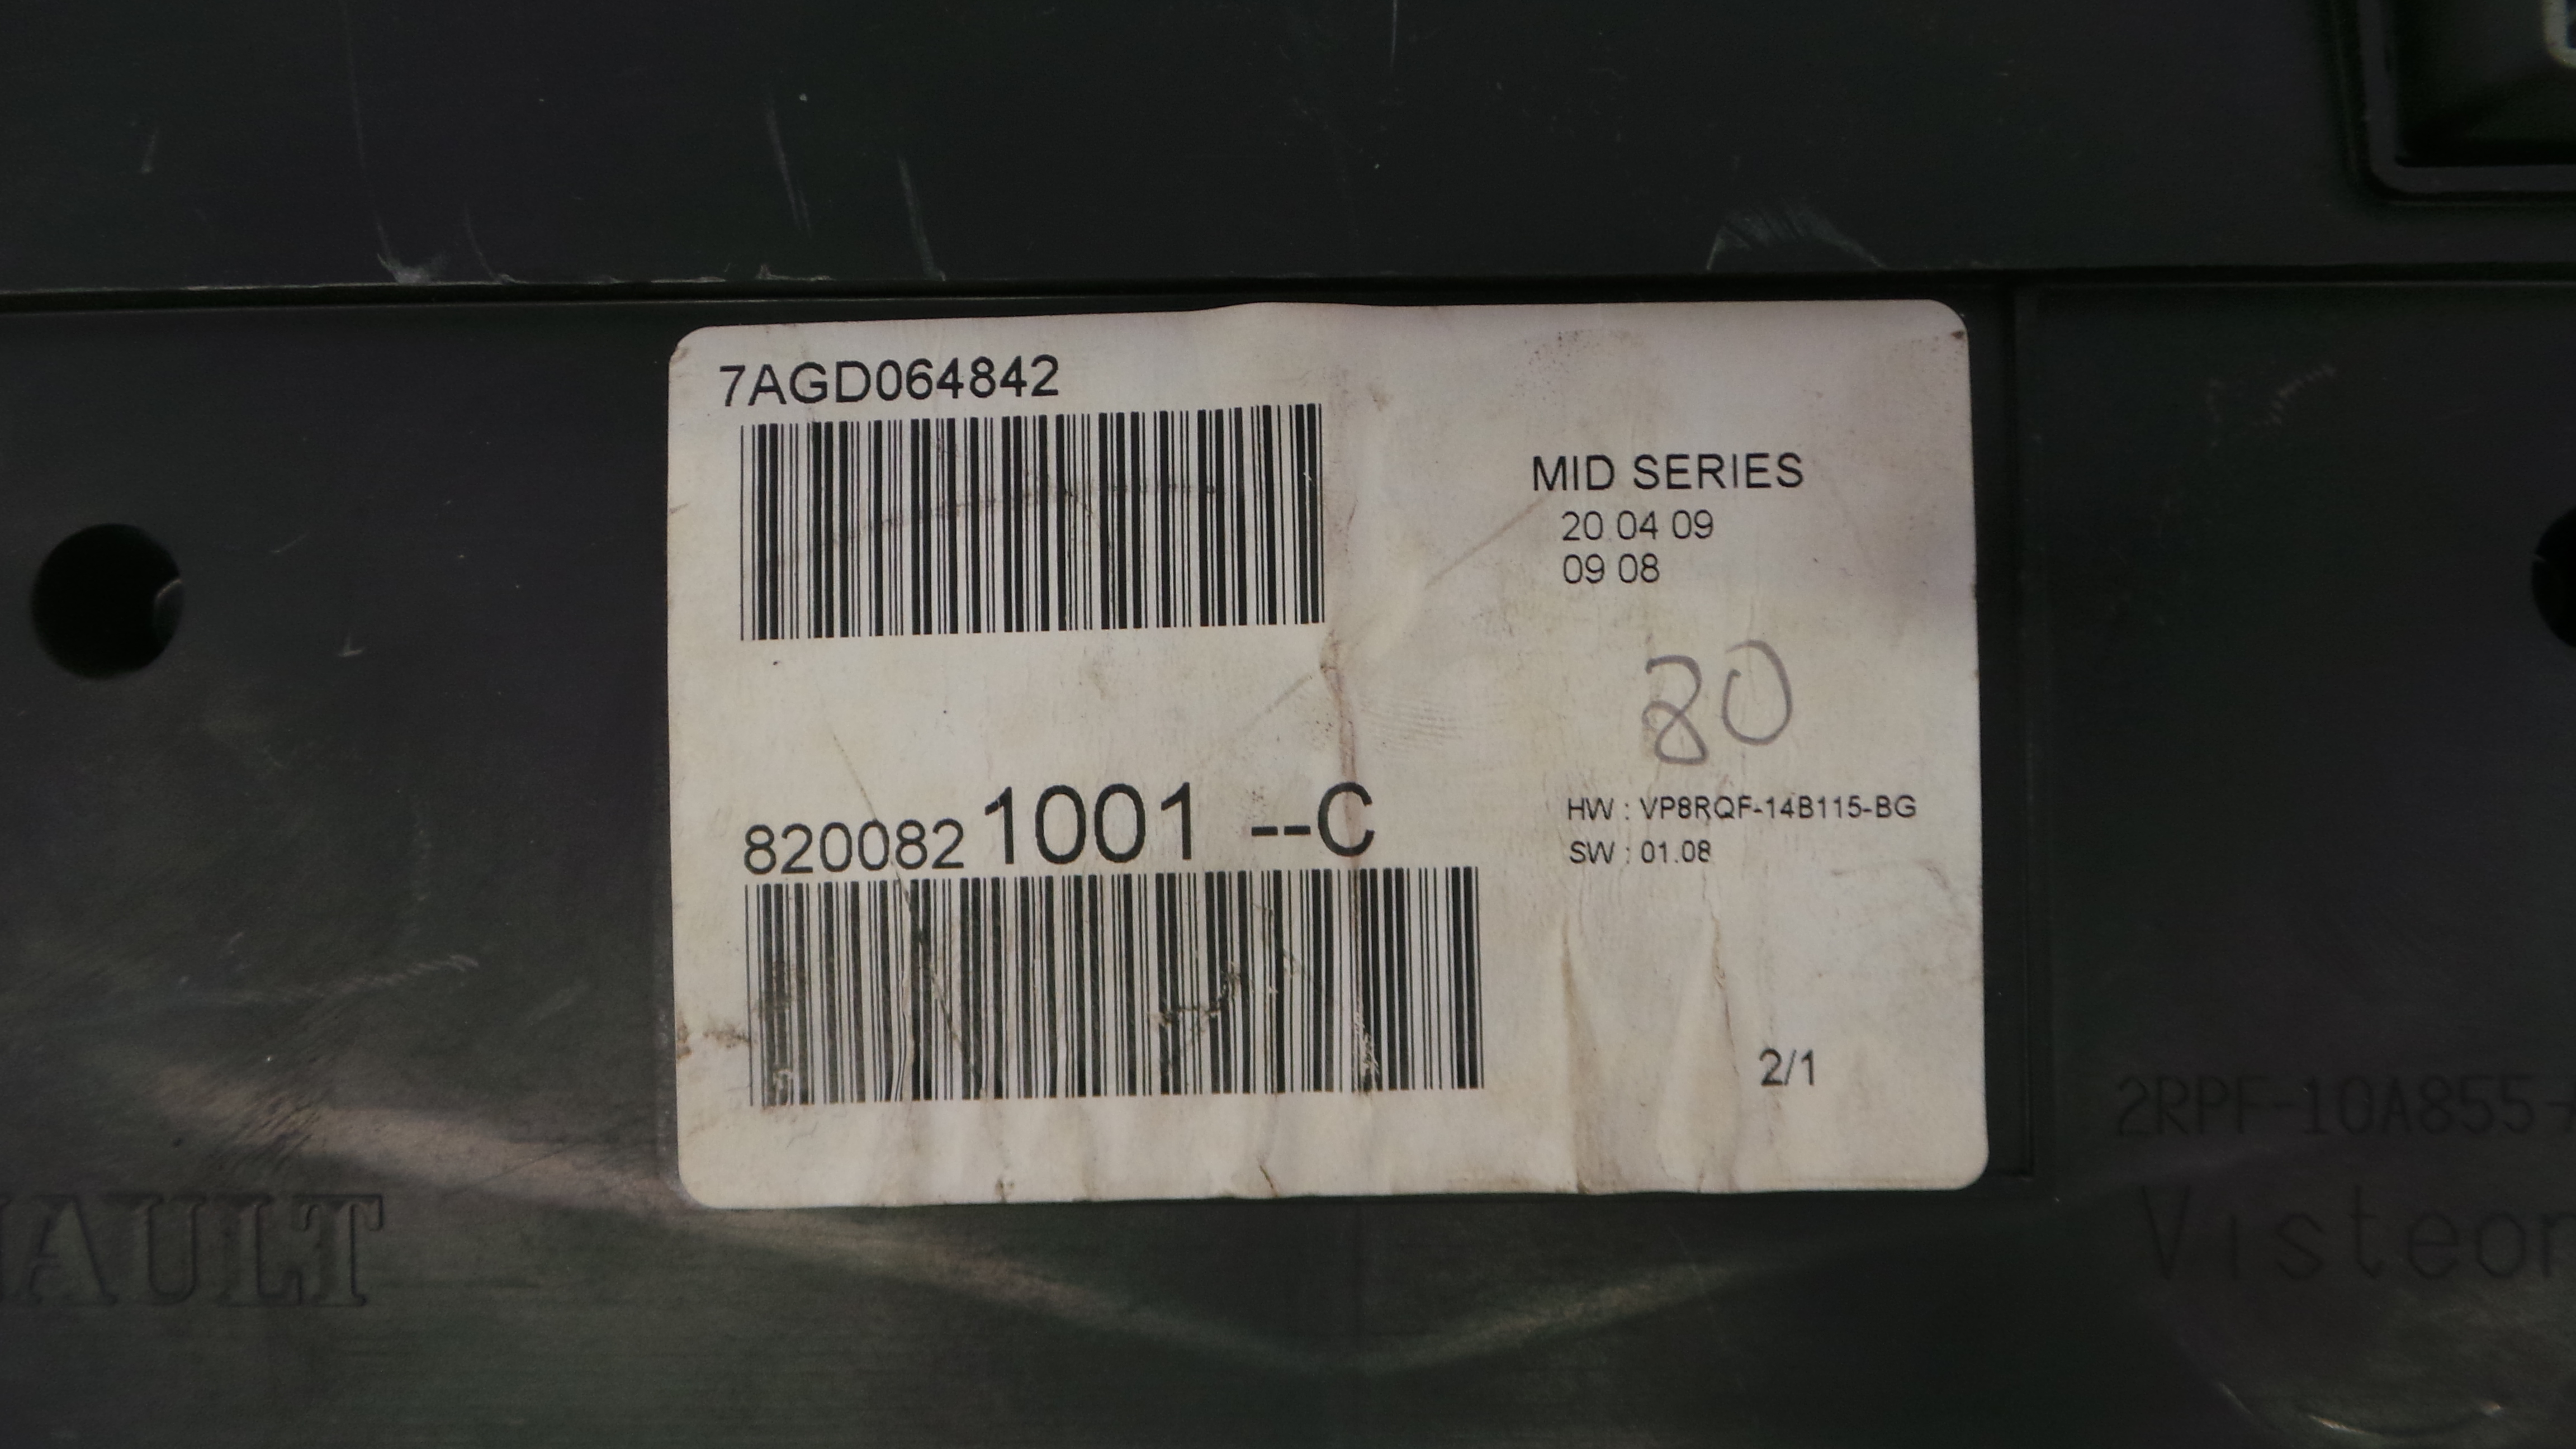 7AGD064842
MID SERIES
20 04 09
09 08
80
8200821001 --C
HW : VP8RQF-14B115-BG
SW : 01.08
2/1
2RPF-10A855-
AULT
Visteon